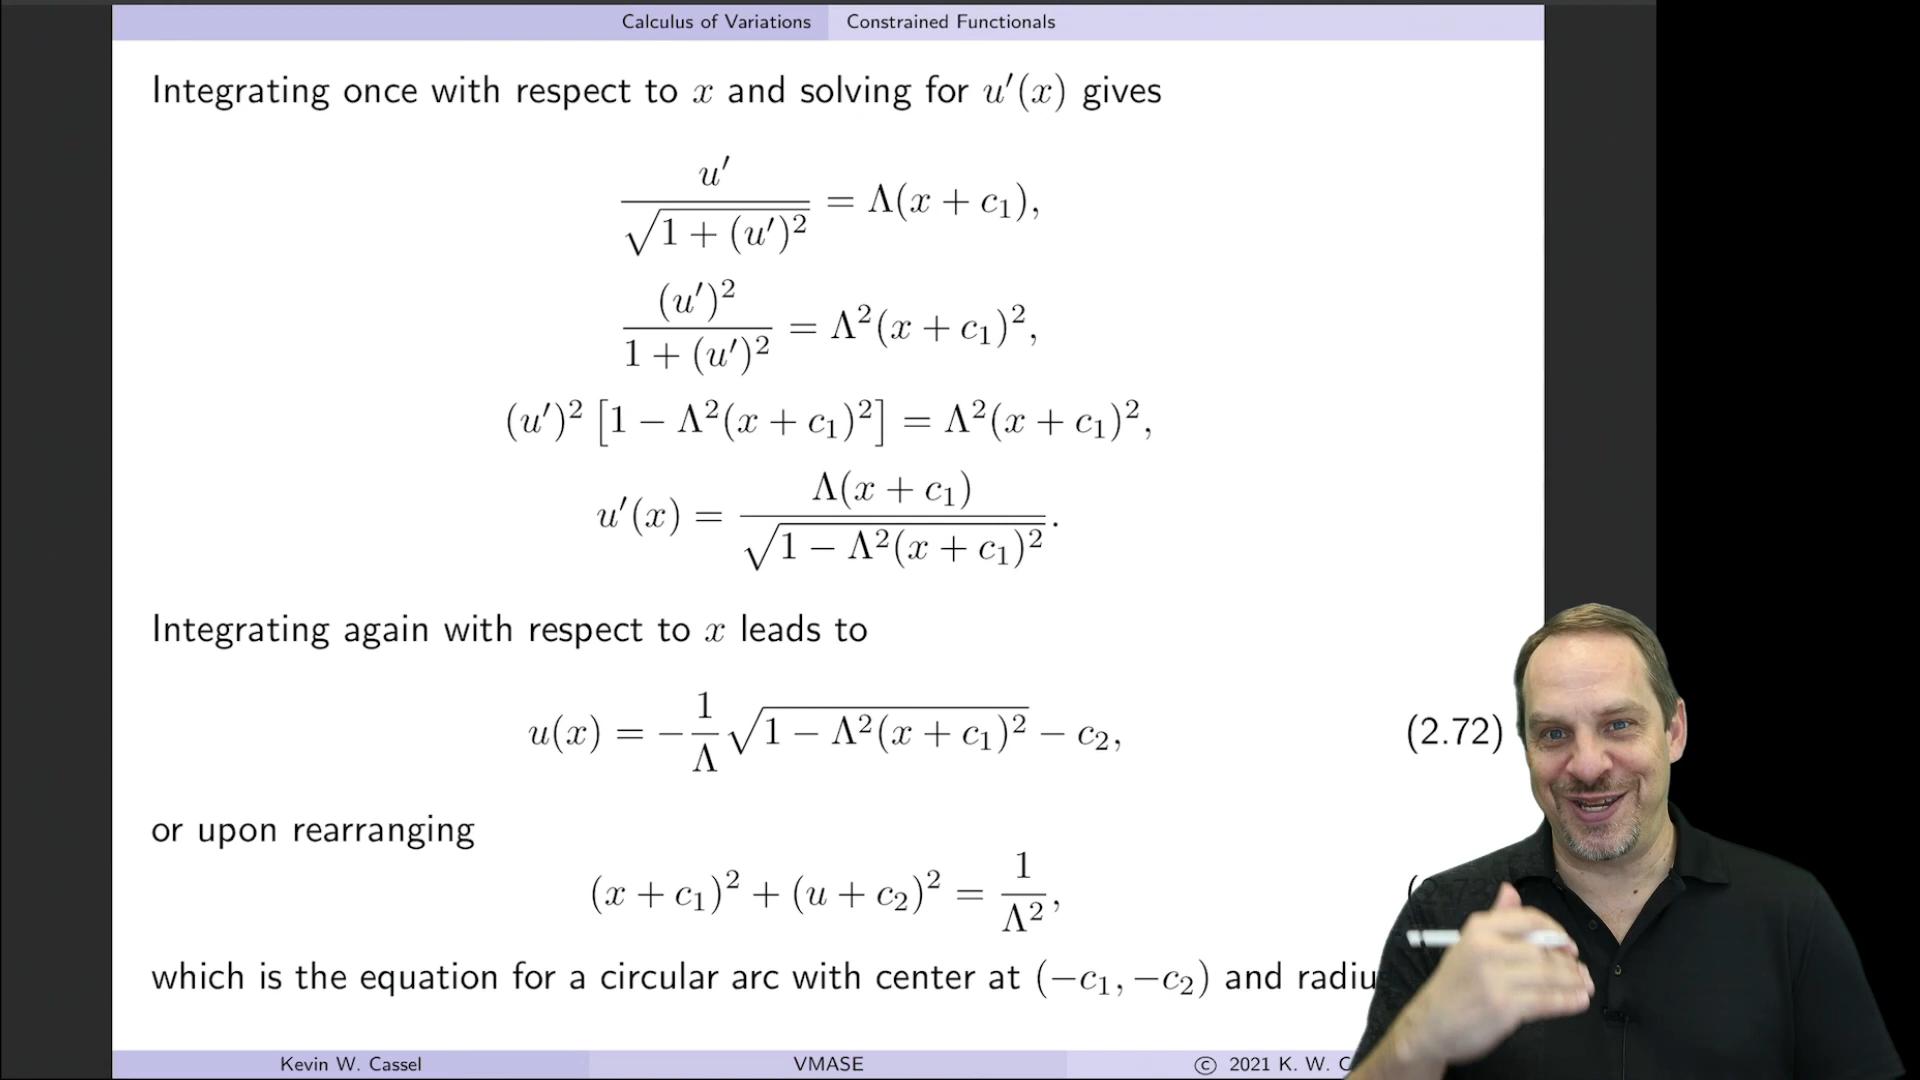 Calculus of Variations Constrained Functionals
Integrating once with respect to x and solving for u′(x) gives
u′ / √(1 + (u′)²) = Λ(x + c₁),
(u′)² / (1 + (u′)²) = Λ²(x + c₁)²,
(u′)² [1 − Λ²(x + c₁)²] = Λ²(x + c₁)²,
u′(x) = Λ(x + c₁) / √(1 − Λ²(x + c₁)²).
Integrating again with respect to x leads to
u(x) = −(1/Λ)√(1 − Λ²(x + c₁)²) − c₂, (2.72)
or upon rearranging
(x + c₁)² + (u + c₂)² = 1/Λ²,
which is the equation for a circular arc with center at (−c₁, −c₂) and
Kevin W. Cassel VMASE © 2021 K. W.